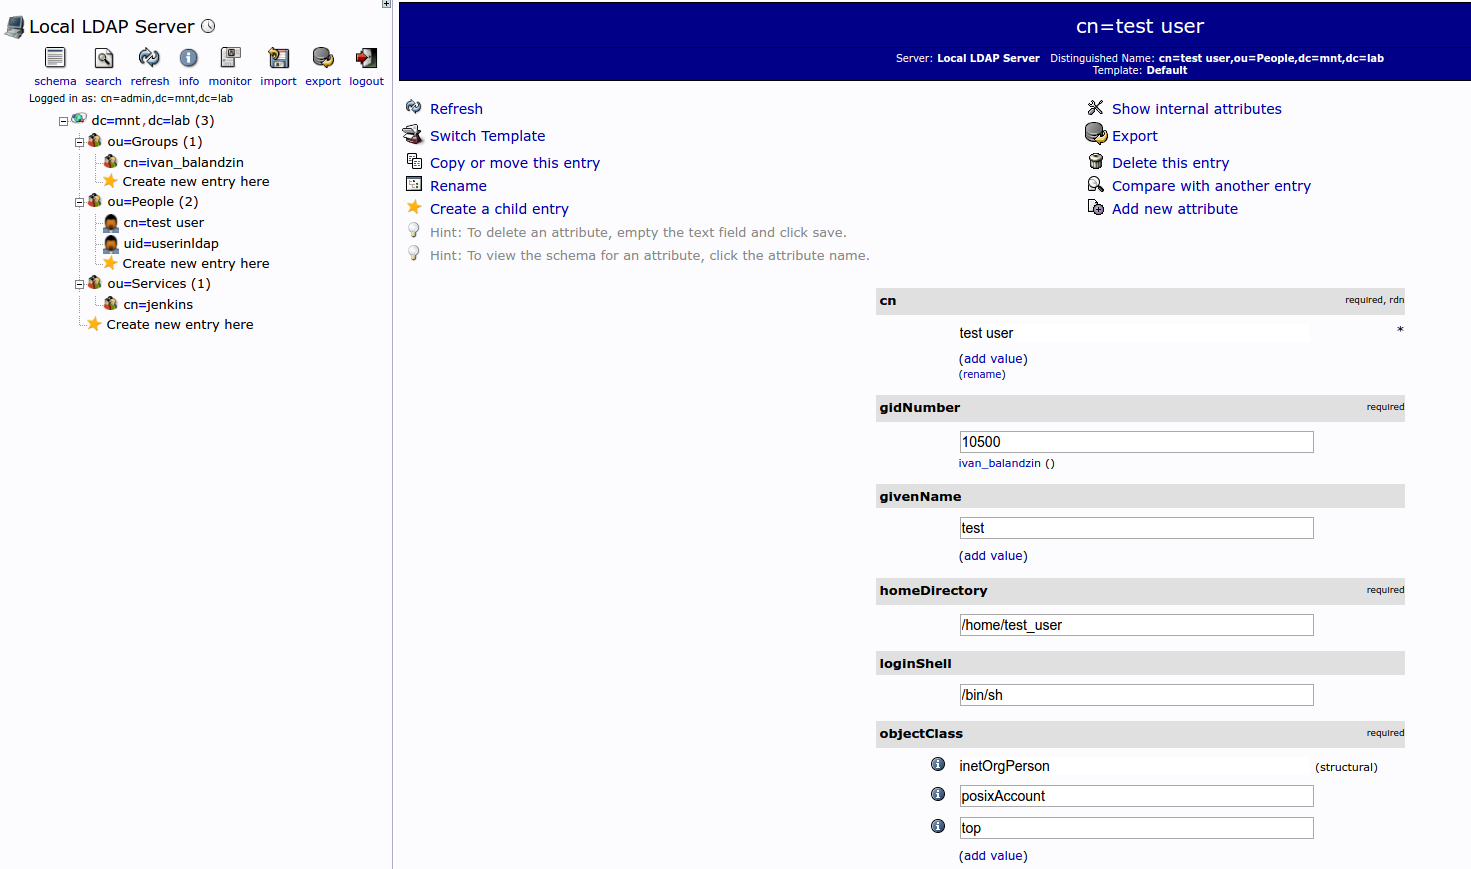 Local LDAP Server
schema search refresh info monitor import export logout
Logged in as: cn=admin,dc=mnt,dc=lab
dc=mnt,dc=lab (3)
ou=Groups (1)
cn=ivan_balandzin
Create new entry here
ou=People (2)
cn=test user
uid=userinldap
Create new entry here
ou=Services (1)
cn=jenkins
Create new entry here
cn=test user
Server: Local LDAP Server Distinguished Name: cn=test user,ou=People,dc=mnt,dc=lab
Template: Default
Refresh
Switch Template
Copy or move this entry
Rename
Create a child entry
Hint: To delete an attribute, empty the text field and click save.
Hint: To view the schema for an attribute, click the attribute name.
Show internal attributes
Export
Delete this entry
Compare with another entry
Add new attribute
cn required, rdn
test user *
(add value)
(rename)
gidNumber required
10500
ivan_balandzin ()
givenName
test
(add value)
homeDirectory required
/home/test_user
loginShell
/bin/sh
objectClass required
inetOrgPerson (structural)
posixAccount
top
(add value)